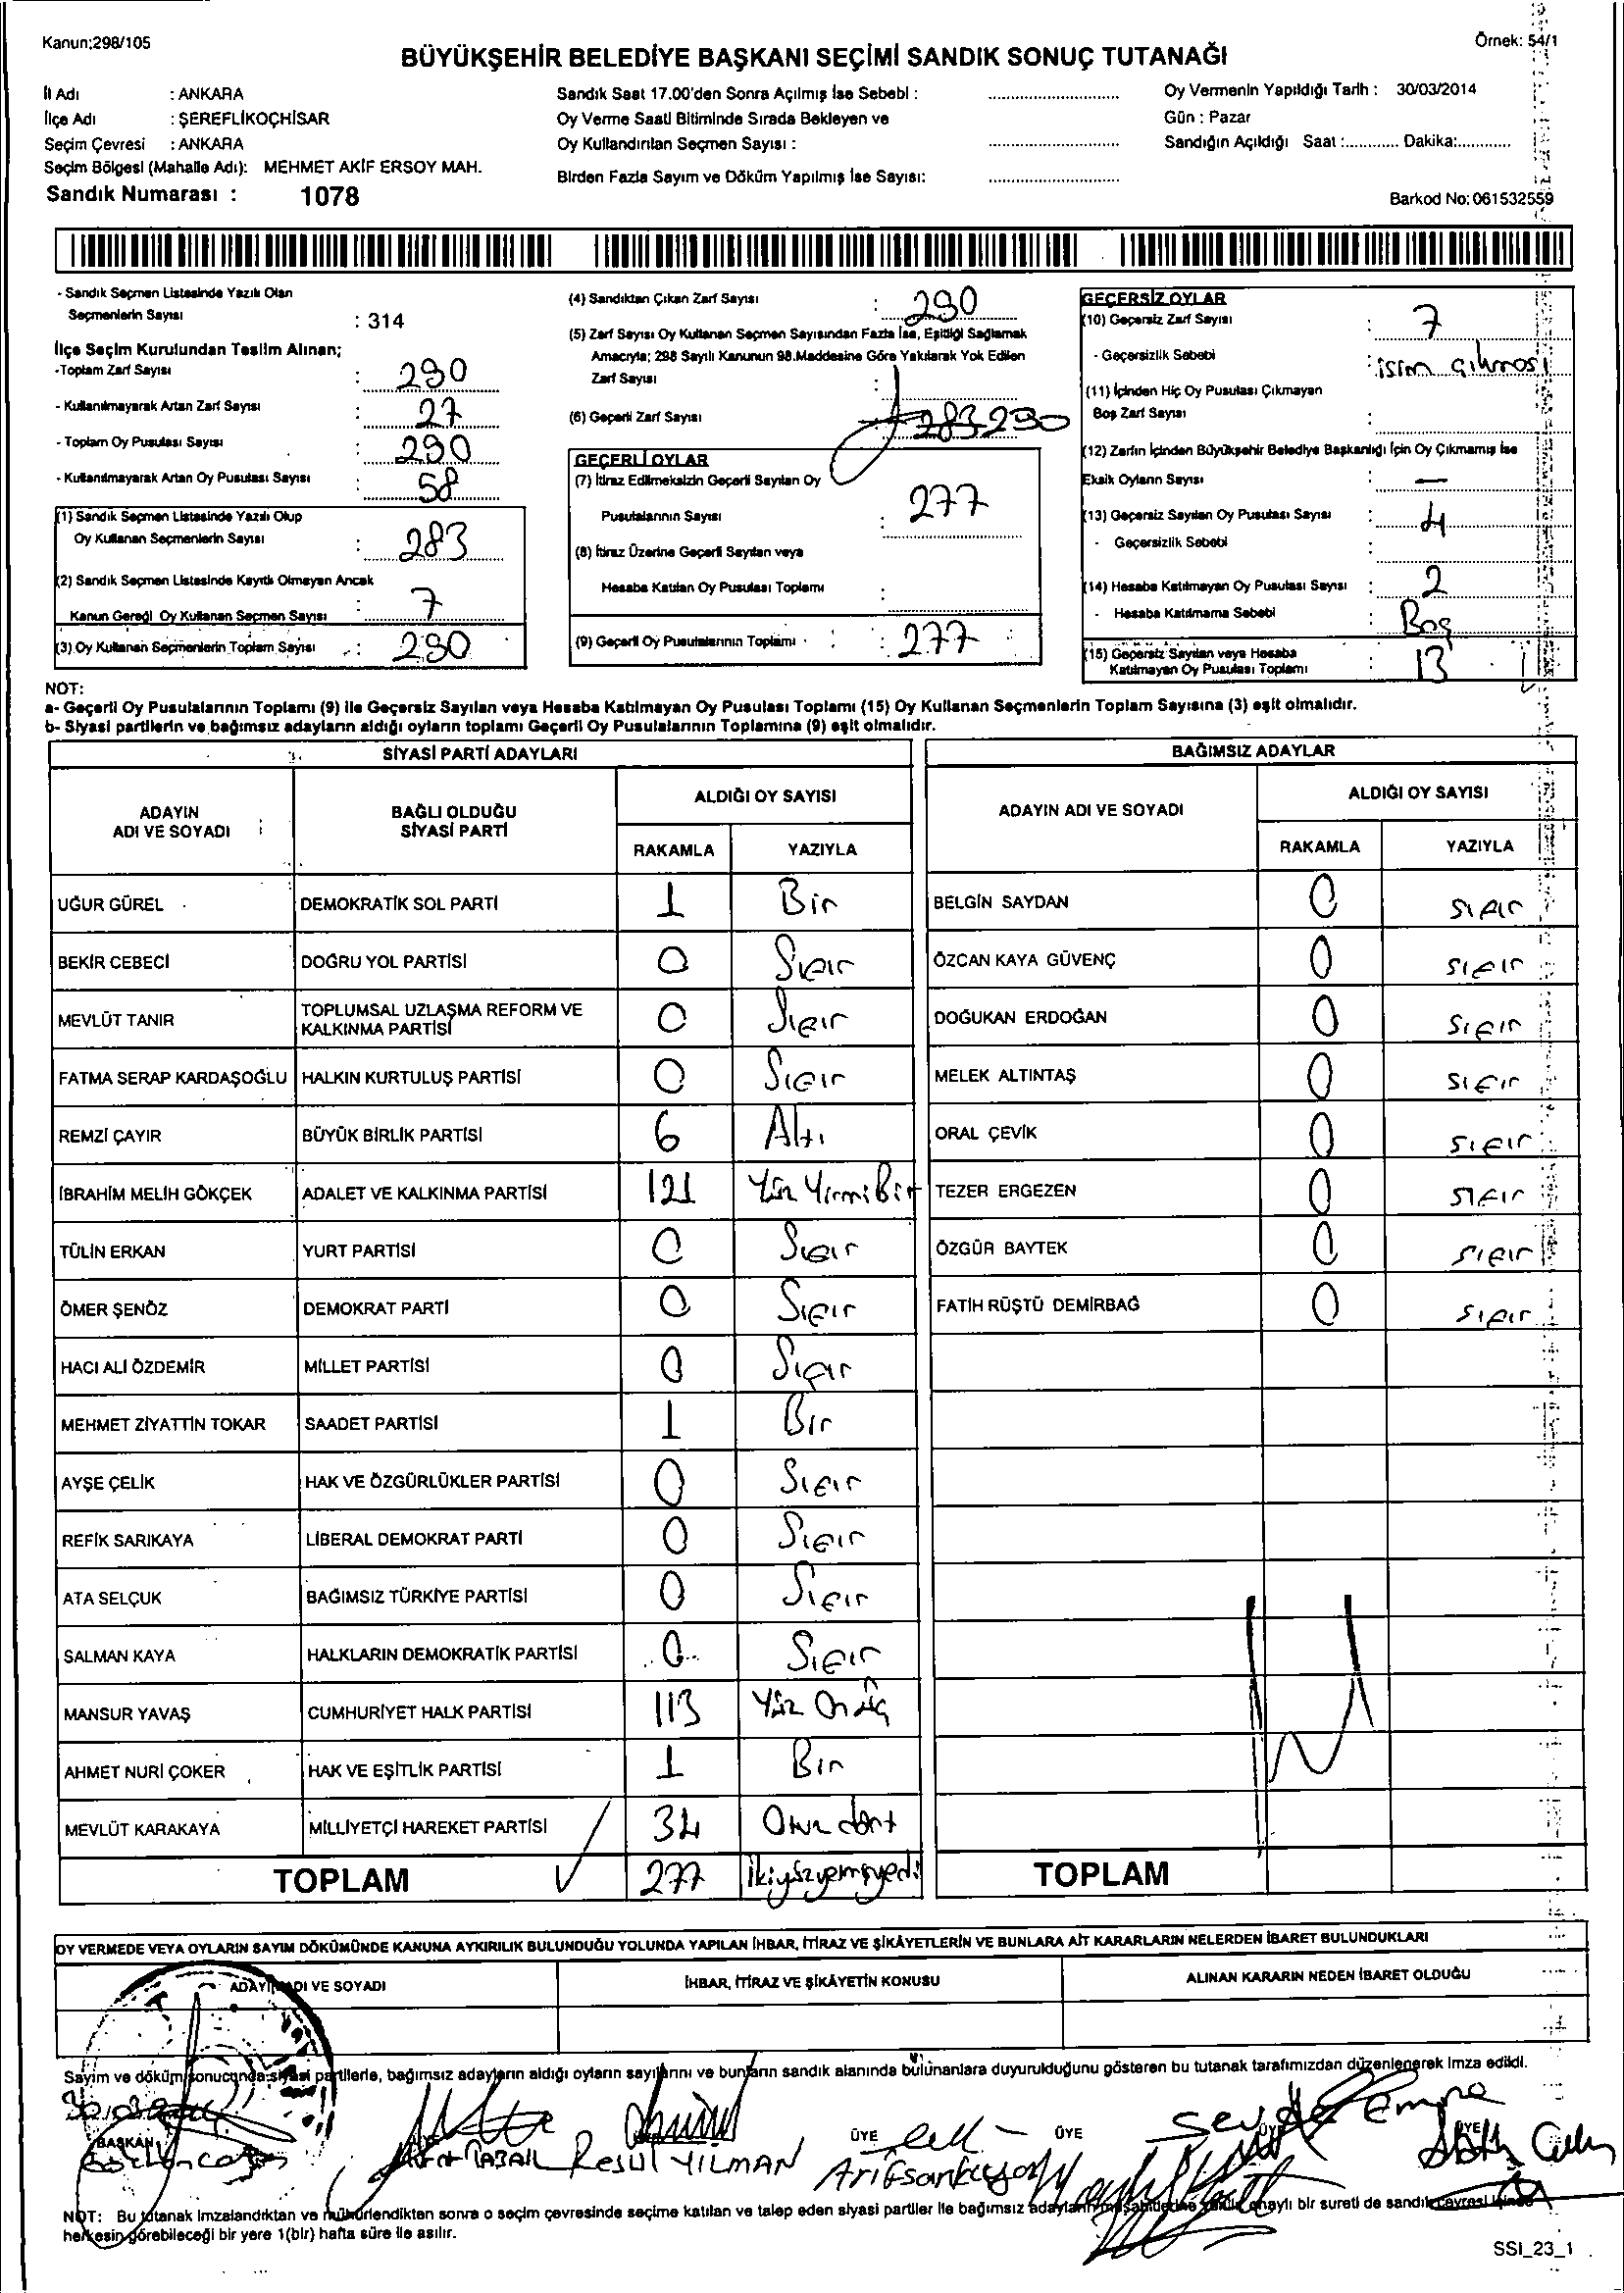 Kanun:298/105
Örnek: 54/1
BÜYÜKŞEHİR BELEDİYE BAŞKANI SEÇİMİ SANDIK SONUÇ TUTANAĞI
İl Adı : ANKARA
İlçe Adı : ŞEREFLİKOÇHİSAR
Seçim Çevresi : ANKARA
Seçim Bölgesi (Mahalle Adı): MEHMET AKİF ERSOY MAH.
Sandık Numarası : 1078
Sandık Saat 17.00'den Sonra Açılmış İse Sebebi :
Oy Verme Saati Bitiminde Sırada Bekleyen ve
Oy Kullandırılan Seçmen Sayısı :
Birden Fazla Sayım ve Döküm Yapılmış İse Sayısı:
Oy Vermenin Yapıldığı Tarih : 30/03/2014
Gün : Pazar
Sandığın Açıldığı Saat :............ Dakika:............
Barkod No: 061532559
- Sandık Seçmen Listesinde Yazılı Olan
Seçmenlerin Sayısı : 314
İlçe Seçim Kurulundan Teslim Alınan;
-Toplam Zarf Sayısı : 290
- Kullanılmayarak Artan Zarf Sayısı : 27
- Toplam Oy Pusulası Sayısı : 290
- Kullanılmayarak Artan Oy Pusulası Sayısı : 58
(1) Sandık Seçmen Listesinde Yazılı Olup
Oy Kullanan Seçmenlerin Sayısı : 283
(2) Sandık Seçmen Listesinde Kayıtlı Olmayan Ancak
Kanun Gereği Oy Kullanan Seçmen Sayısı : 7
(3) Oy Kullanan Seçmenlerin Toplam Sayısı : 290
(4) Sandıktan Çıkan Zarf Sayısı : 290
(5) Zarf Sayısı Oy Kullanan Seçmen Sayısından Fazla İse, Eşitliği Sağlamak
Amacıyla; 298 Sayılı Kanunun 98.Maddesine Göre Yakılarak Yok Edilen
Zarf Sayısı :
(6) Geçerli Zarf Sayısı : 283 290
GEÇERLİ OYLAR
(7) İtiraz Edilmeksizin Geçerli Sayılan Oy
Pusulalarının Sayısı : 277
(8) İtiraz Üzerine Geçerli Sayılan veya
Hesaba Katılan Oy Pusulası Toplamı :
(9) Geçerli Oy Pusulalarının Toplamı : 277
GEÇERSİZ OYLAR
(10) Geçersiz Zarf Sayısı : 7
- Geçersizlik Sebebi : isim çıkması
(11) İçinden Hiç Oy Pusulası Çıkmayan
Boş Zarf Sayısı :
(12) Zarfın İçinden Büyükşehir Belediye Başkanlığı İçin Oy Çıkmamış İse
Eksik Oyların Sayısı : —
(13) Geçersiz Sayılan Oy Pusulası Sayısı : 4
- Geçersizlik Sebebi :
(14) Hesaba Katılmayan Oy Pusulası Sayısı : 2
- Hesaba Katılmama Sebebi : Boş
(15) Geçersiz Sayılan veya Hesaba
Katılmayan Oy Pusulası Toplamı : 13
NOT:
a- Geçerli Oy Pusulalarının Toplamı (9) ile Geçersiz Sayılan veya Hesaba Katılmayan Oy Pusulası Toplamı (15) Oy Kullanan Seçmenlerin Toplam Sayısına (3) eşit olmalıdır.
b- Siyasi partilerin ve bağımsız adayların aldığı oyların toplamı Geçerli Oy Pusulalarının Toplamına (9) eşit olmalıdır.
SİYASİ PARTİ ADAYLARI
ADAYIN ADI VE SOYADI
BAĞLI OLDUĞU SİYASİ PARTİ
ALDIĞI OY SAYISI
RAKAMLA YAZIYLA
UĞUR GÜREL DEMOKRATİK SOL PARTİ 1 Bir
BEKİR CEBECİ DOĞRU YOL PARTİSİ 0 Sıfır
MEVLÜT TANIR TOPLUMSAL UZLAŞMA REFORM VE KALKINMA PARTİSİ 0 Sıfır
FATMA SERAP KARDAŞOĞLU HALKIN KURTULUŞ PARTİSİ 0 Sıfır
REMZİ ÇAYIR BÜYÜK BİRLİK PARTİSİ 6 Altı
İBRAHİM MELİH GÖKÇEK ADALET VE KALKINMA PARTİSİ 121 Yüz Yirmi Bir
TÜLİN ERKAN YURT PARTİSİ 0 Sıfır
ÖMER ŞENÖZ DEMOKRAT PARTİ 0 Sıfır
HACI ALİ ÖZDEMİR MİLLET PARTİSİ 0 Sıfır
MEHMET ZİYATTİN TOKAR SAADET PARTİSİ 1 Bir
AYŞE ÇELİK HAK VE ÖZGÜRLÜKLER PARTİSİ 0 Sıfır
REFİK SARIKAYA LİBERAL DEMOKRAT PARTİ 0 Sıfır
ATA SELÇUK BAĞIMSIZ TÜRKİYE PARTİSİ 0 Sıfır
SALMAN KAYA HALKLARIN DEMOKRATİK PARTİSİ 0 Sıfır
MANSUR YAVAŞ CUMHURİYET HALK PARTİSİ 113 Yüz Onüç
AHMET NURİ ÇOKER HAK VE EŞİTLİK PARTİSİ 1 Bir
MEVLÜT KARAKAYA MİLLİYETÇİ HAREKET PARTİSİ 34 Otuz dört
TOPLAM 277 İkiyüzyemişyedi
BAĞIMSIZ ADAYLAR
ADAYIN ADI VE SOYADI
ALDIĞI OY SAYISI
RAKAMLA YAZIYLA
BELGİN SAYDAN 0 sıfır
ÖZCAN KAYA GÜVENÇ 0 sıfır
DOĞUKAN ERDOĞAN 0 sıfır
MELEK ALTINTAŞ 0 sıfır
ORAL ÇEVİK 0 sıfır
TEZER ERGEZEN 0 sıfır
ÖZGÜR BAYTEK 0 sıfır
FATİH RÜŞTÜ DEMİRBAĞ 0 sıfır
TOPLAM
OY VERMEDE VEYA OYLARIN SAYIM DÖKÜMÜNDE KANUNA AYKIRILIK BULUNDUĞU YOLUNDA YAPILAN İHBAR, İTİRAZ VE ŞİKÂYETLERİN VE BUNLARA AİT KARARLARIN NELERDEN İBARET BULUNDUKLARI
ADAYIN ADI VE SOYADI
İHBAR, İTİRAZ VE ŞİKÂYETİN KONUSU
ALINAN KARARIN NEDEN İBARET OLDUĞU
Sayım ve döküm sonucunda siyasi partilerle, bağımsız adayların aldığı oyların sayılarını ve bunların sandık alanında bulunanlara duyurulduğunu gösteren bu tutanak tarafımızdan düzenlenerek imza edildi.
BAŞKAN
Resul YILMAN
ÜYE
ÜYE
ÜYE
NOT: Bu tutanak imzalandıktan ve mühürlendikten sonra o seçim çevresinde seçime katılan ve talep eden siyasi partiler ile bağımsız adayların onaylı bir sureti de sandık çevresi içinde
herkesin görebileceği bir yere 1(bir) hafta süre ile asılır.
SSI_23_1